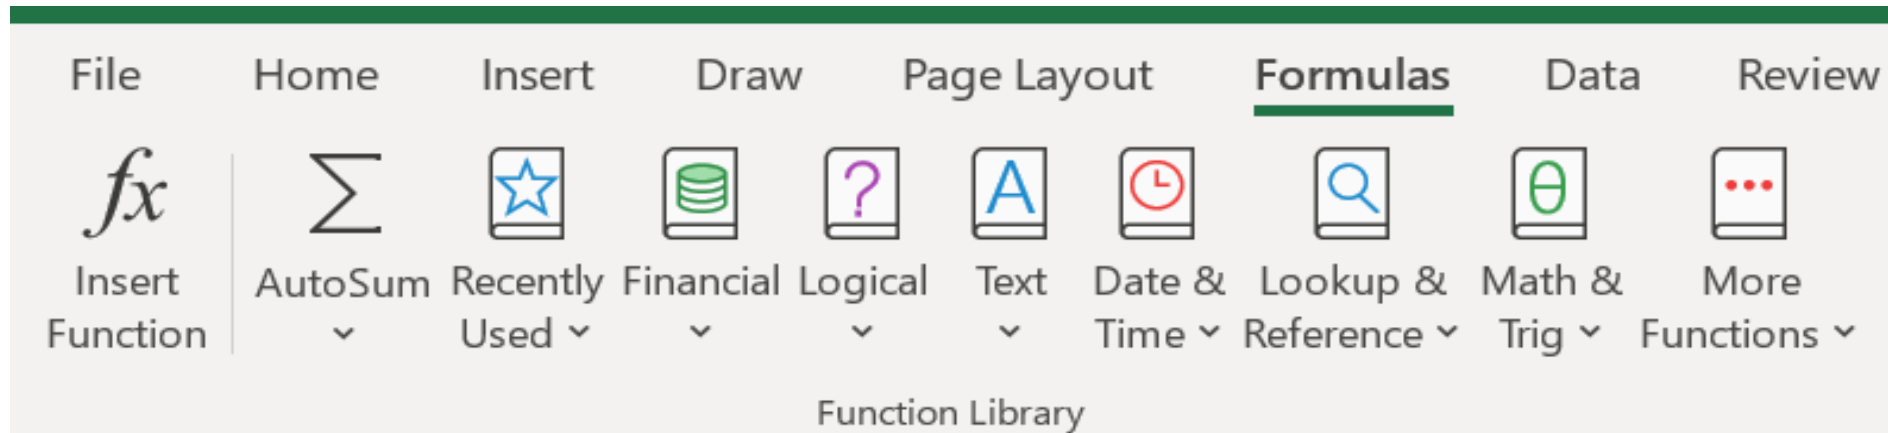 File Home Insert Draw Page Layout Formulas Data Review
fx
Insert Function
AutoSum
Recently Used
Financial
Logical
A
Text
Date & Time
Lookup & Reference
θ
Math & Trig
More Functions
Function Library